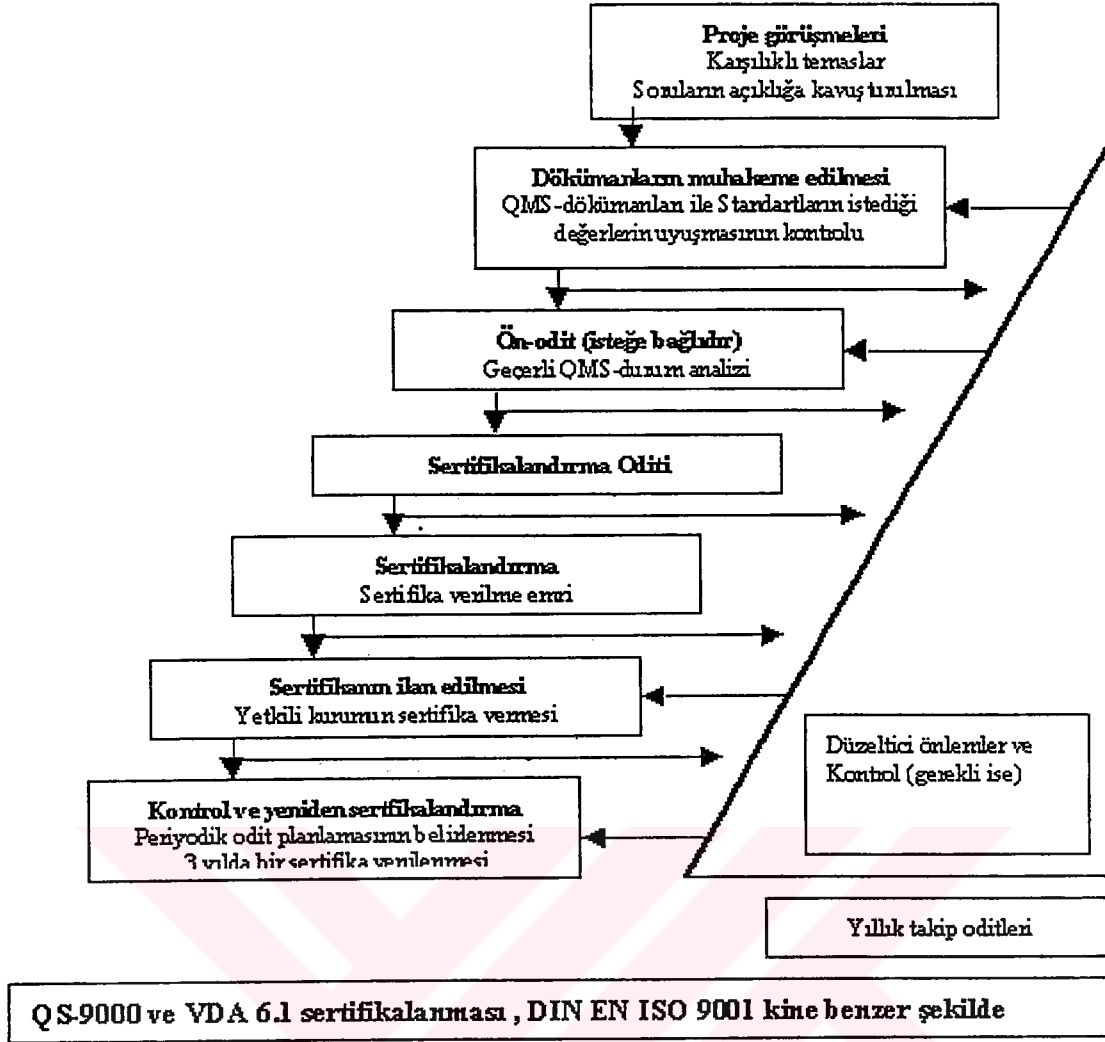 Proje görüşmeleri
Karşılıklı temaslar
Soruların açıklığa kavuşturulması
Dökümanların muhakeme edilmesi
QMS-dökümanları ile Standartların istediği
değerlerin uyuşmasının kontrolu
Ön-odit (isteğe bağlıdır)
Geçerli QMS-durum analizi
Sertifikalandırma Oditi
Sertifikalandırma
Sertifika verilme emri
Sertifikanın ilan edilmesi
Yetkili kurumun sertifika vermesi
Düzeltici önlemler ve
Kontrol (gerekli ise)
Kontrol ve yeniden sertfikalandırma
Periyodik odit planlamasının belirlenmesi
3 yılda bir sertifika yenilenmesi
Yıllık takip oditleri
QS-9000 ve VDA 6.1 sertifikalanması , DIN EN ISO 9001 kine benzer şekilde